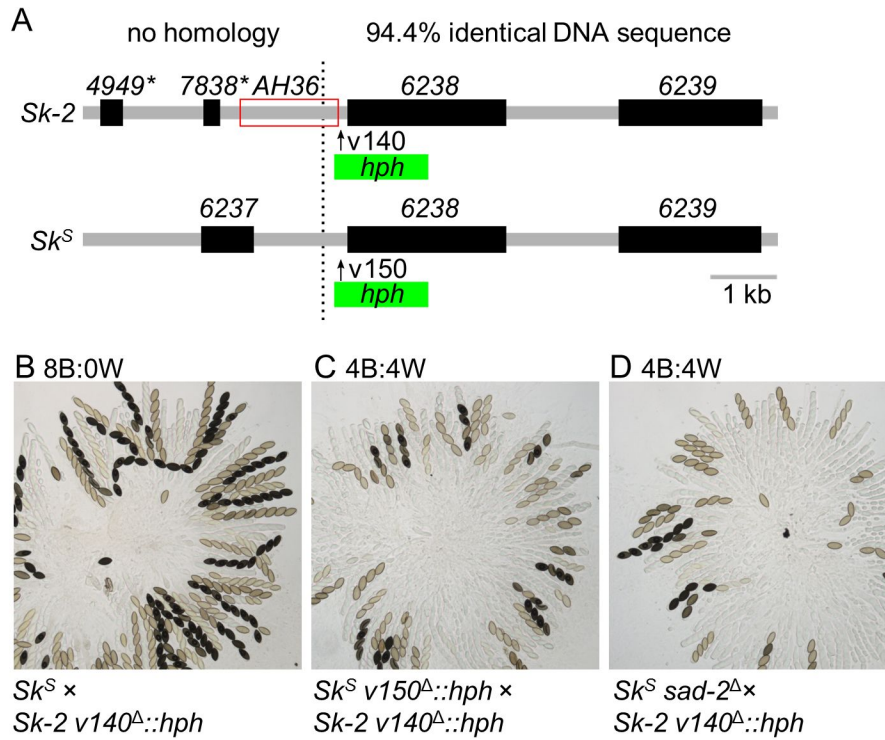 A
no homology 94.4% identical DNA sequence
4949* 7838* AH36 6238 6239
Sk-2
v140
hph
6237 6238 6239
Sk^S
v150
hph
1 kb
B 8B:0W C 4B:4W D 4B:4W
Sk^S × Sk^S v150^Δ::hph × Sk^S sad-2^Δ ×
Sk-2 v140^Δ::hph Sk-2 v140^Δ::hph Sk-2 v140^Δ::hph